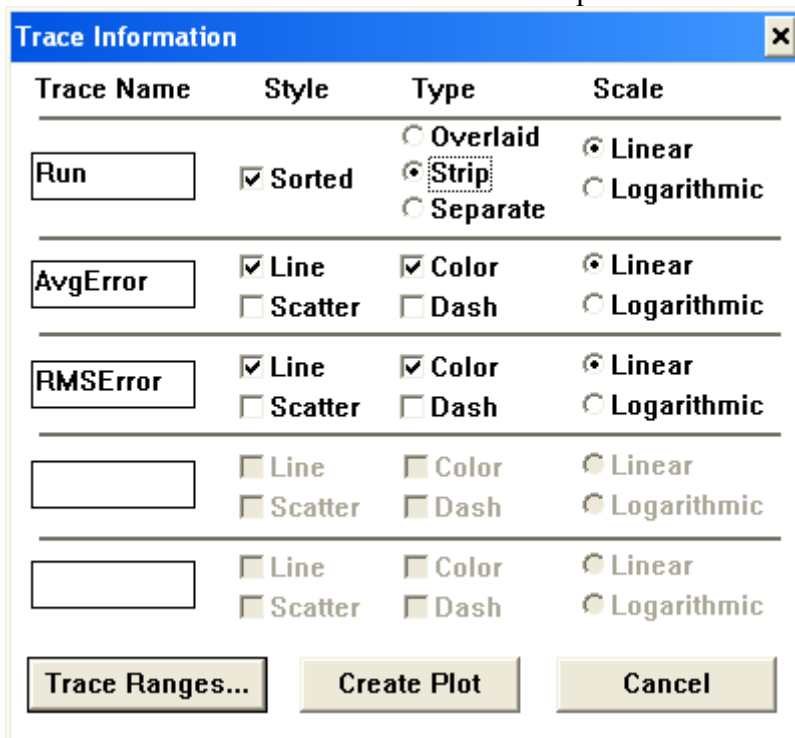 Trace Information
Trace Name Style Type Scale
Overlaid
Run Sorted Strip Linear
Separate Logarithmic
AvgError Line Color Linear
Scatter Dash Logarithmic
RMSError Line Color Linear
Scatter Dash Logarithmic
Line Color Linear
Scatter Dash Logarithmic
Line Color Linear
Scatter Dash Logarithmic
Trace Ranges... Create Plot Cancel